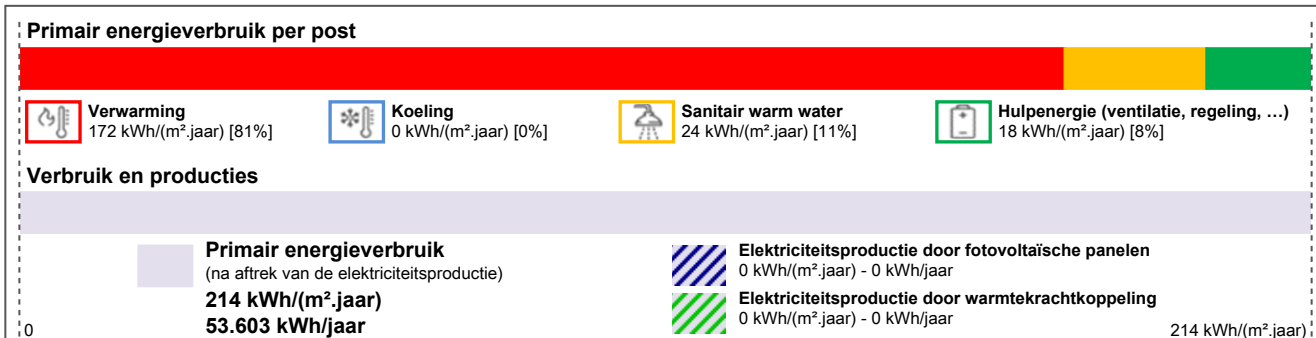 Primair energieverbruik per post
Verwarming
172 kWh/(m².jaar) [81%]
Koeling
0 kWh/(m².jaar) [0%]
Sanitair warm water
24 kWh/(m².jaar) [11%]
Hulpenergie (ventilatie, regeling, …)
18 kWh/(m².jaar) [8%]
Verbruik en producties
Primair energieverbruik
(na aftrek van de elektriciteitsproductie)
214 kWh/(m².jaar)
53.603 kWh/jaar
Elektriciteitsproductie door fotovoltaïsche panelen
0 kWh/(m².jaar) - 0 kWh/jaar
Elektriciteitsproductie door warmtekrachtkoppeling
0 kWh/(m².jaar) - 0 kWh/jaar
0
214 kWh/(m².jaar)